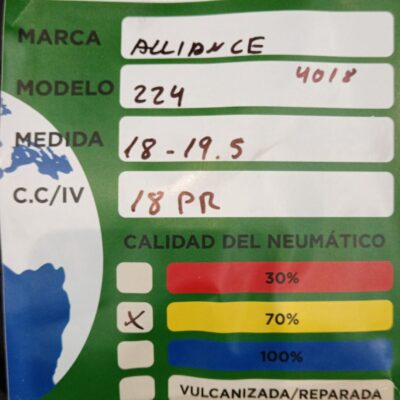 MARCA ALLIANCE
MODELO 224 4018
MEDIDA 18-19.5
C.C/IV 18 PR
CALIDAD DEL NEUMÁTICO
30%
X 70%
100%
VULCANIZADA/REPARADA